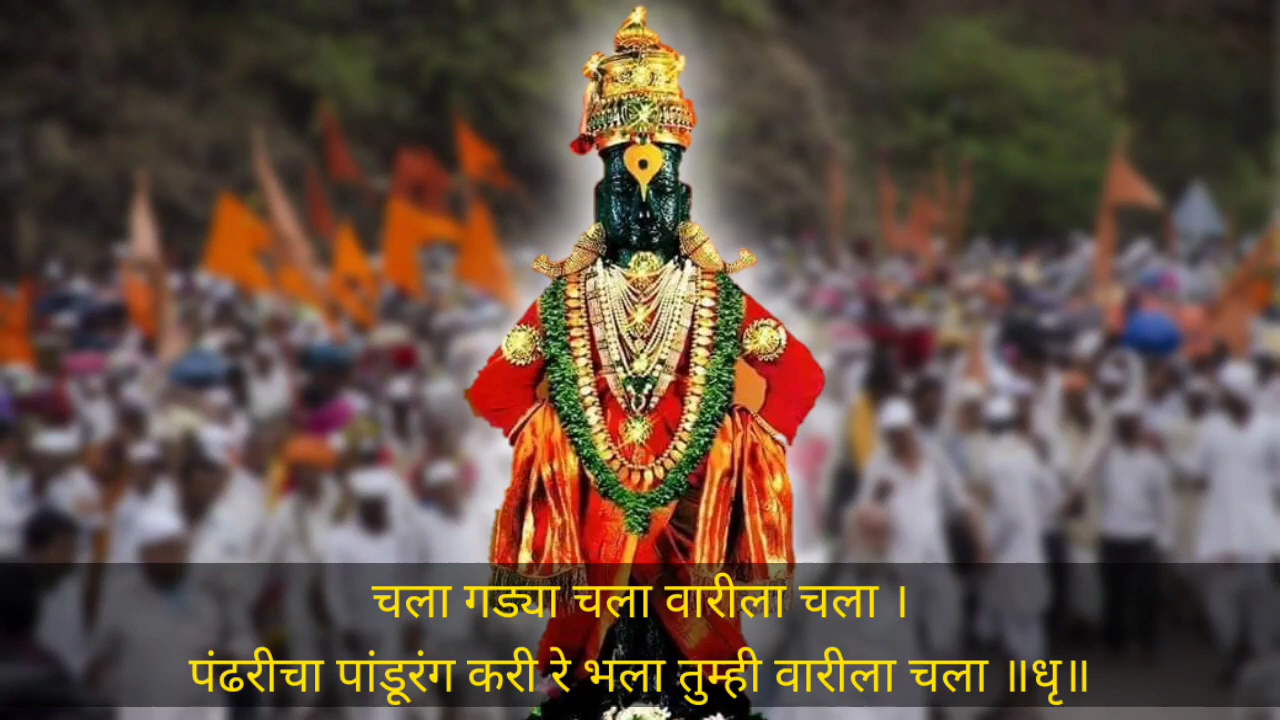 चला गड्या चला वारीला चला ।
पंढरीचा पांडूरंग करी रे भला तुम्ही वारीला चला ॥धृ॥